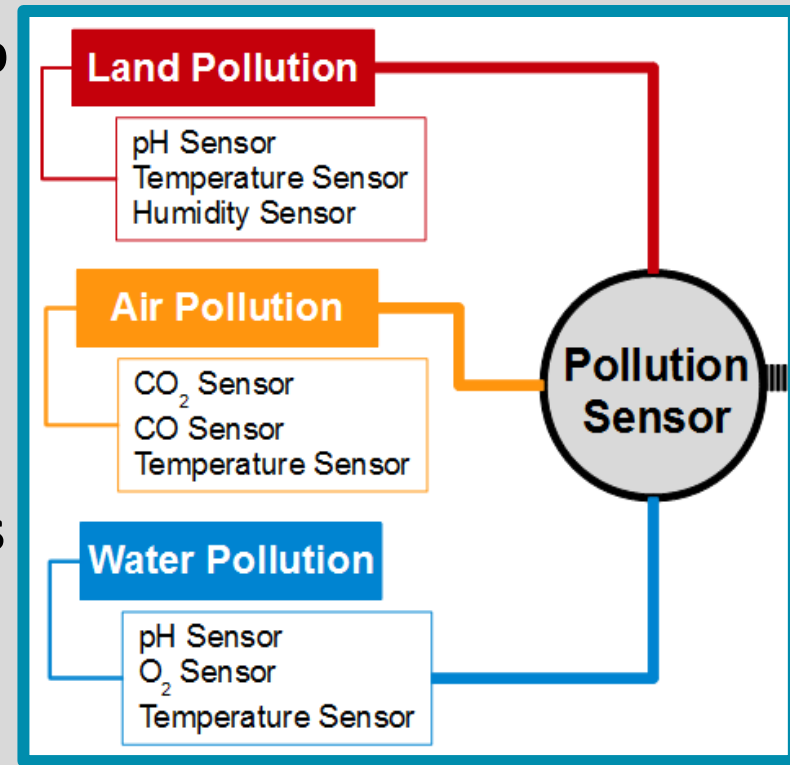 Land Pollution
pH Sensor
Temperature Sensor
Humidity Sensor
Air Pollution
CO₂ Sensor
CO Sensor
Temperature Sensor
Pollution
Sensor
Water Pollution
pH Sensor
O₂ Sensor
Temperature Sensor